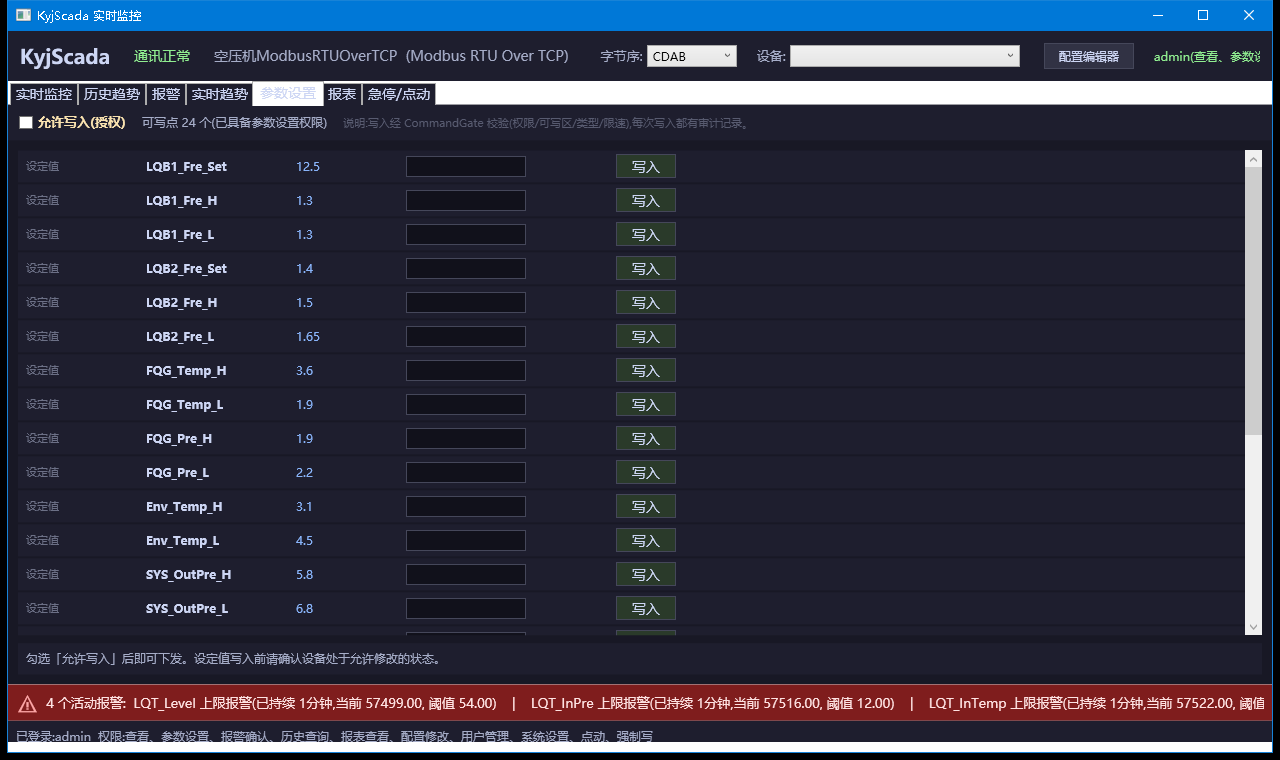 KyjScada 实时监控
KyjScada 通讯正常 空压机ModbusRTUOverTCP (Modbus RTU Over TCP) 字节序: CDAB 设备: 配置编辑器 admin(查看、参数
实时监控 历史趋势 报警 实时趋势 参数设置 报表 急停/点动
允许写入(授权) 可写点 24 个(已具备参数设置权限) 说明:写入经 CommandGate 校验(权限/可写区/类型/限速),每次写入都有审计记录。
设定值 LQB1_Fre_Set 12.5 写入
设定值 LQB1_Fre_H 1.3 写入
设定值 LQB1_Fre_L 1.3 写入
设定值 LQB2_Fre_Set 1.4 写入
设定值 LQB2_Fre_H 1.5 写入
设定值 LQB2_Fre_L 1.65 写入
设定值 FQG_Temp_H 3.6 写入
设定值 FQG_Temp_L 1.9 写入
设定值 FQG_Pre_H 1.9 写入
设定值 FQG_Pre_L 2.2 写入
设定值 Env_Temp_H 3.1 写入
设定值 Env_Temp_L 4.5 写入
设定值 SYS_OutPre_H 5.8 写入
设定值 SYS_OutPre_L 6.8 写入
勾选「允许写入」后即可下发。设定值写入前请确认设备处于允许修改的状态。
4 个活动报警: LQT_Level 上限报警(已持续 1分钟,当前 57499.00, 阈值 54.00) | LQT_InPre 上限报警(已持续 1分钟,当前 57516.00, 阈值 12.00) | LQT_InTemp 上限报警(已持续 1分钟,当前 57522.00, 阈值
已登录:admin 权限:查看、参数设置、报警确认、历史查询、报表查看、配置修改、用户管理、系统设置、点动、强制写